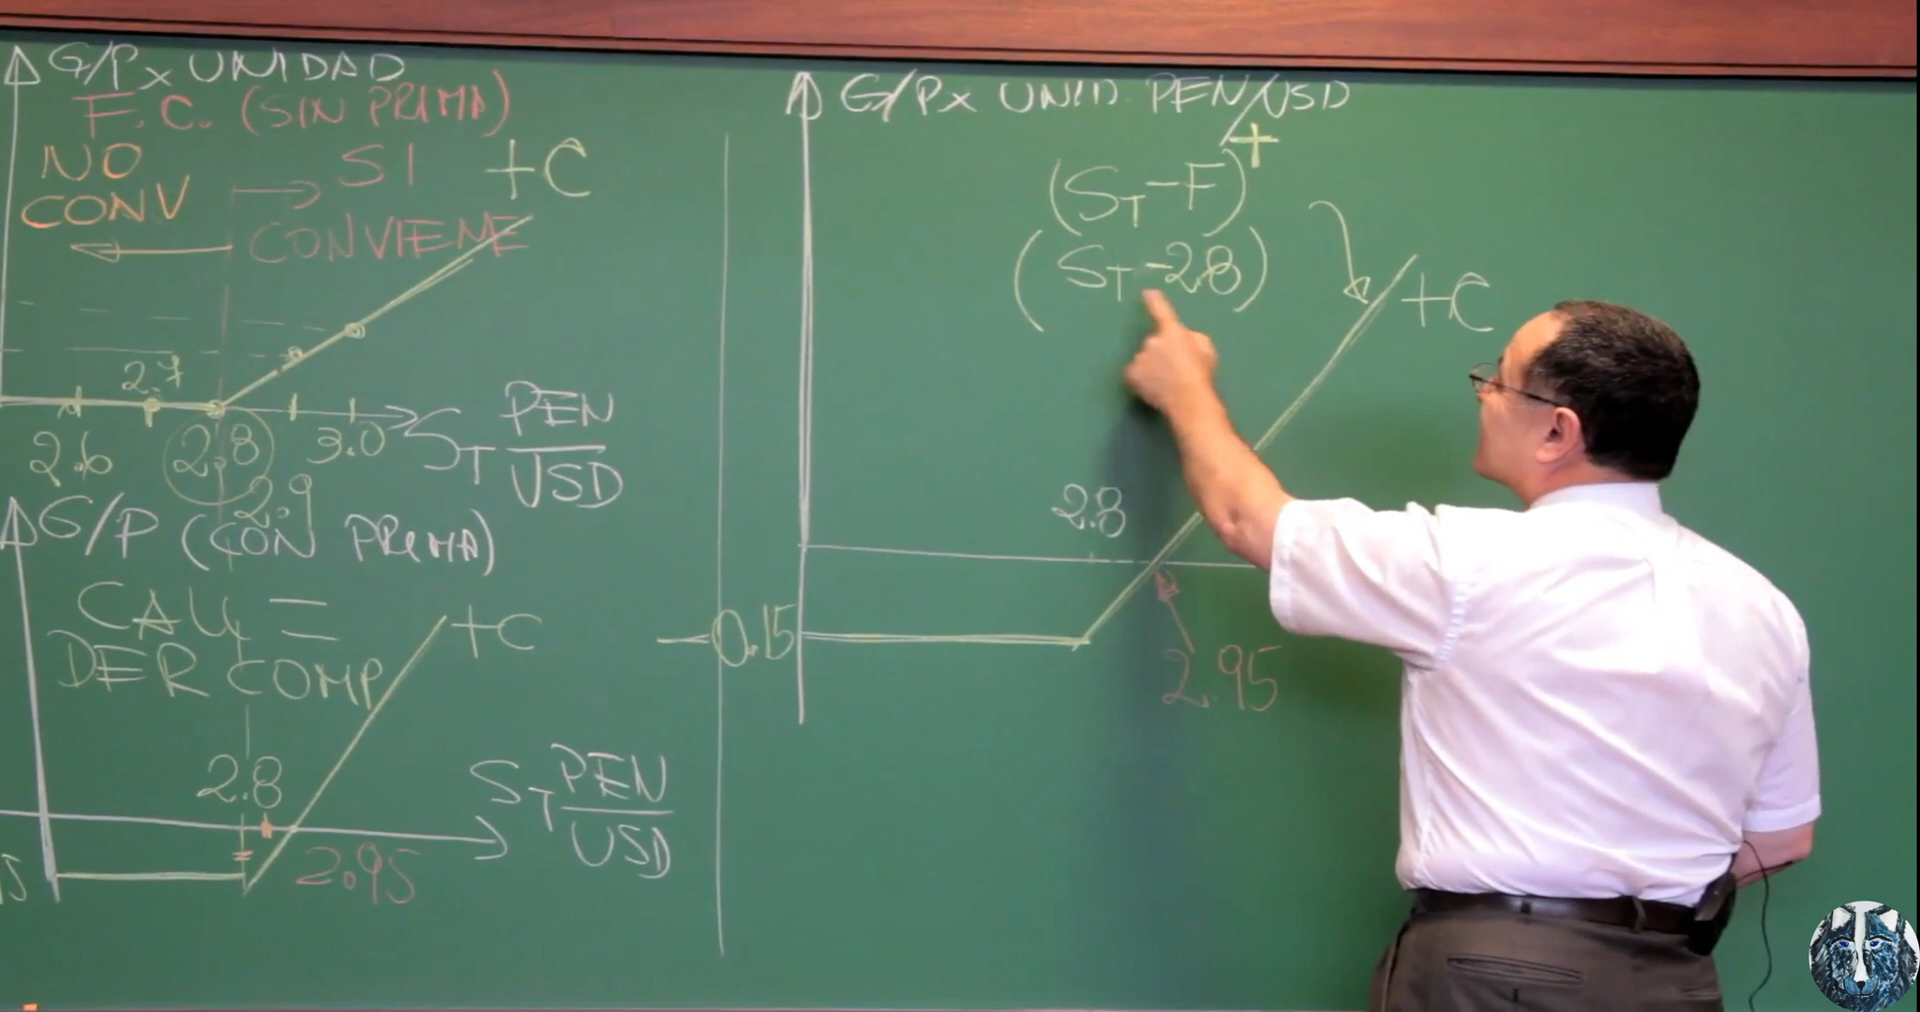 G/P x UNIDAD
F.C. (SIN PRIMA)
NO CONV
→ SI CONVIENE
+C
2.7
2.6
2.8
3.0
2.9
ST PEN/USD
G/P (CON PRIMA)
CALL =
DER COMP
+C
2.8
2.95
ST PEN/USD
G/P x UNID. PEN/USD
(ST - F)+
(ST - 2.8)
+C
2.8
-0.15
2.95